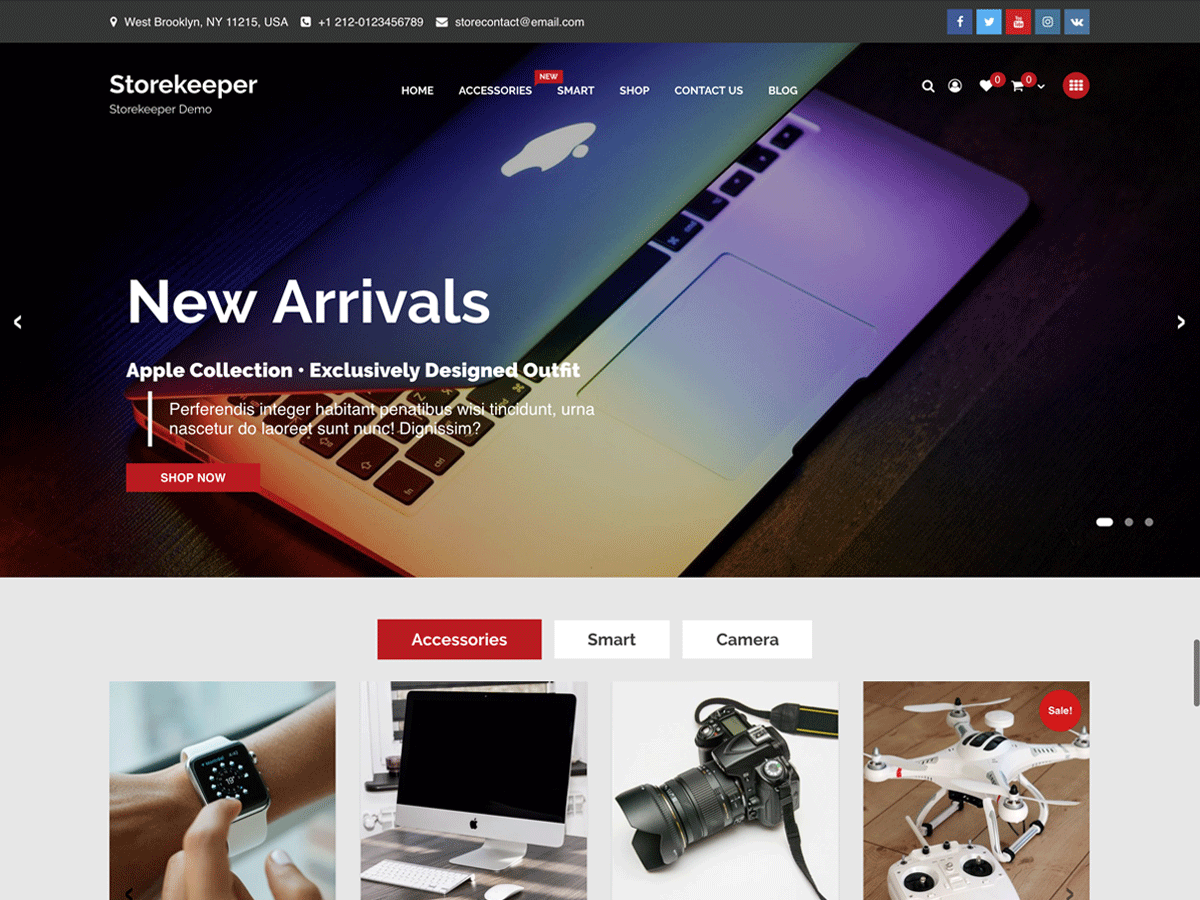 West Brooklyn, NY 11215, USA +1 212-0123456789 storecontact@email.com
Storekeeper
Storekeeper Demo
HOME ACCESSORIES NEW SMART SHOP CONTACT US BLOG
0 0
New Arrivals
Apple Collection • Exclusively Designed Outfit
Perferendis integer habitant penatibus wisi tincidunt, urna
nascetur do laoreet sunt nunc! Dignissim?
SHOP NOW
Accessories Smart Camera
Sale!